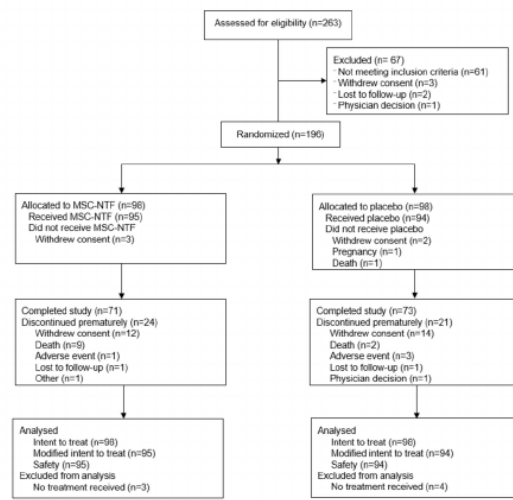 Assessed for eligibility (n=263)
Excluded (n= 67)
- Not meeting inclusion criteria (n=61)
- Withdrew consent (n=3)
- Lost to follow-up (n=2)
- Physician decision (n=1)
Randomized (n=196)
Allocated to MSC-NTF (n=98)
Received MSC-NTF (n=95)
Did not receive MSC-NTF
Withdrew consent (n=3)
Allocated to placebo (n=98)
Received placebo (n=94)
Did not receive placebo
Withdrew consent (n=2)
Pregnancy (n=1)
Death (n=1)
Completed study (n=71)
Discontinued prematurely (n=24)
Withdrew consent (n=12)
Death (n=9)
Adverse event (n=1)
Lost to follow-up (n=1)
Other (n=1)
Completed study (n=73)
Discontinued prematurely (n=21)
Withdrew consent (n=14)
Death (n=2)
Adverse event (n=3)
Lost to follow-up (n=1)
Physician decision (n=1)
Analysed
Intent to treat (n=98)
Modified intent to treat (n=95)
Safety (n=95)
Excluded from analysis
No treatment received (n=3)
Analysed
Intent to treat (n=98)
Modified intent to treat (n=94)
Safety (n=94)
Excluded from analysis
No treatment received (n=4)